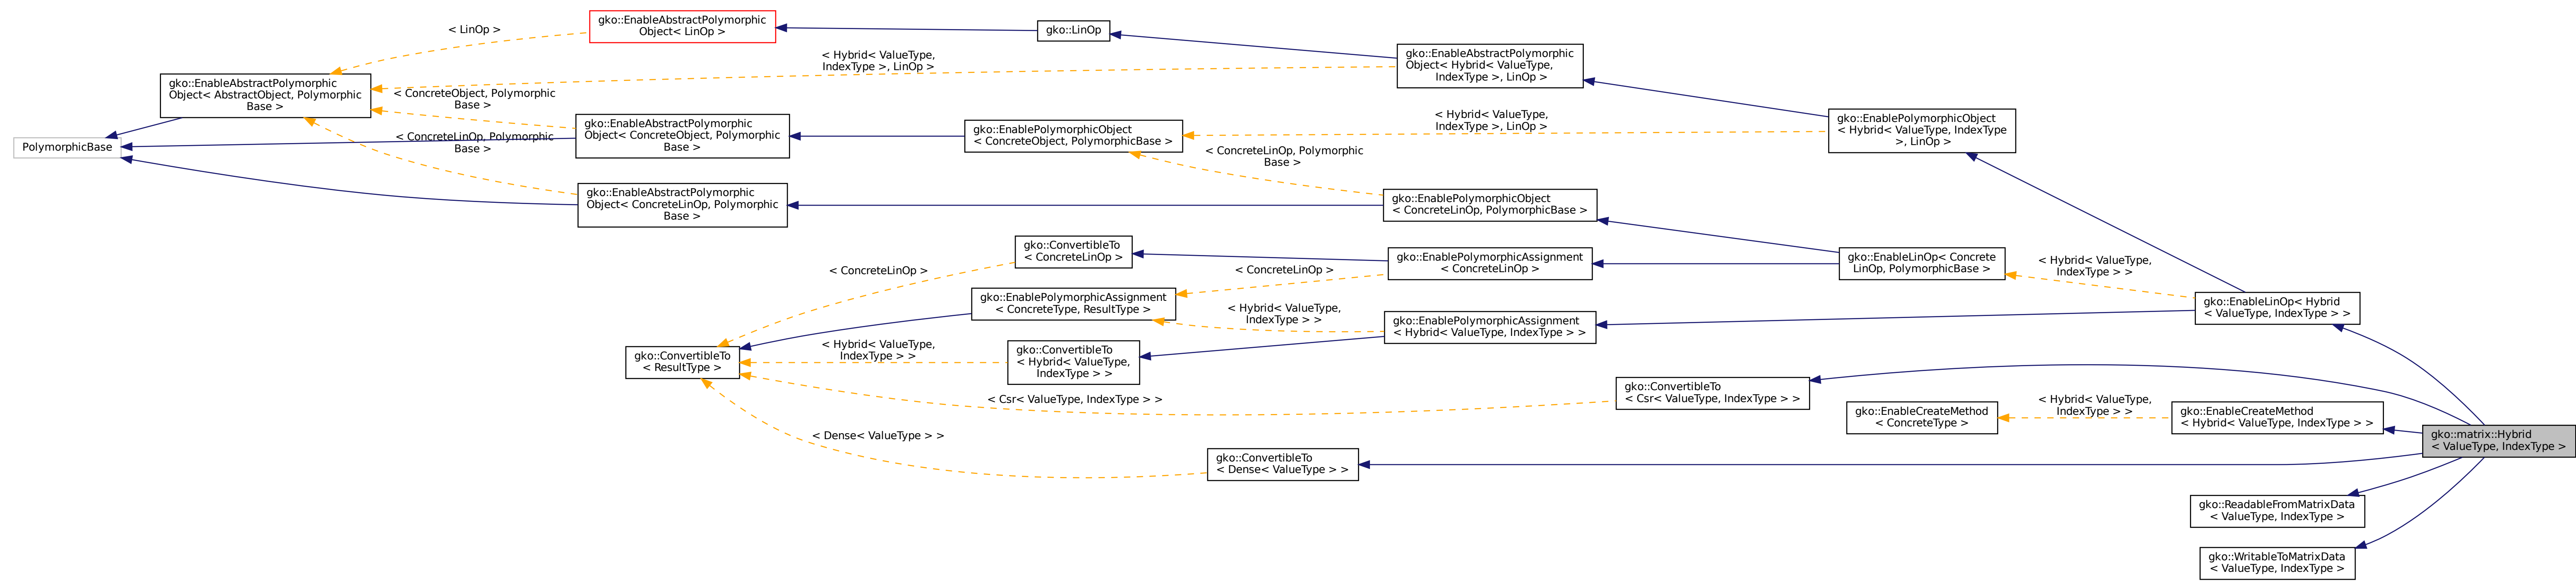 gko::EnableAbstractPolymorphic
Object< LinOp >
< LinOp >
gko::LinOp
< Hybrid< ValueType,
IndexType >, LinOp >
gko::EnableAbstractPolymorphic
Object< Hybrid< ValueType,
IndexType >, LinOp >
gko::EnableAbstractPolymorphic
Object< AbstractObject, Polymorphic
Base >
< ConcreteObject, Polymorphic
Base >
gko::EnableAbstractPolymorphic
Object< ConcreteObject, Polymorphic
Base >
gko::EnablePolymorphicObject
< ConcreteObject, PolymorphicBase >
< Hybrid< ValueType,
IndexType >, LinOp >
gko::EnablePolymorphicObject
< Hybrid< ValueType, IndexType
>, LinOp >
PolymorphicBase
< ConcreteLinOp, Polymorphic
Base >
< ConcreteLinOp, Polymorphic
Base >
gko::EnableAbstractPolymorphic
Object< ConcreteLinOp, Polymorphic
Base >
gko::EnablePolymorphicObject
< ConcreteLinOp, PolymorphicBase >
gko::ConvertibleTo
< ConcreteLinOp >
gko::EnablePolymorphicAssignment
< ConcreteLinOp >
gko::EnableLinOp< Concrete
LinOp, PolymorphicBase >
< Hybrid< ValueType,
IndexType > >
< ConcreteLinOp >
< ConcreteLinOp >
gko::EnablePolymorphicAssignment
< ConcreteType, ResultType >
< Hybrid< ValueType,
IndexType > >
gko::EnablePolymorphicAssignment
< Hybrid< ValueType, IndexType > >
gko::EnableLinOp< Hybrid
< ValueType, IndexType > >
gko::ConvertibleTo
< ResultType >
< Hybrid< ValueType,
IndexType > >
gko::ConvertibleTo
< Hybrid< ValueType,
IndexType > >
< Csr< ValueType, IndexType > >
gko::ConvertibleTo
< Csr< ValueType, IndexType > >
gko::EnableCreateMethod
< ConcreteType >
< Hybrid< ValueType,
IndexType > >
gko::EnableCreateMethod
< Hybrid< ValueType, IndexType > >
gko::matrix::Hybrid
< ValueType, IndexType >
< Dense< ValueType > >
gko::ConvertibleTo
< Dense< ValueType > >
gko::ReadableFromMatrixData
< ValueType, IndexType >
gko::WritableToMatrixData
< ValueType, IndexType >